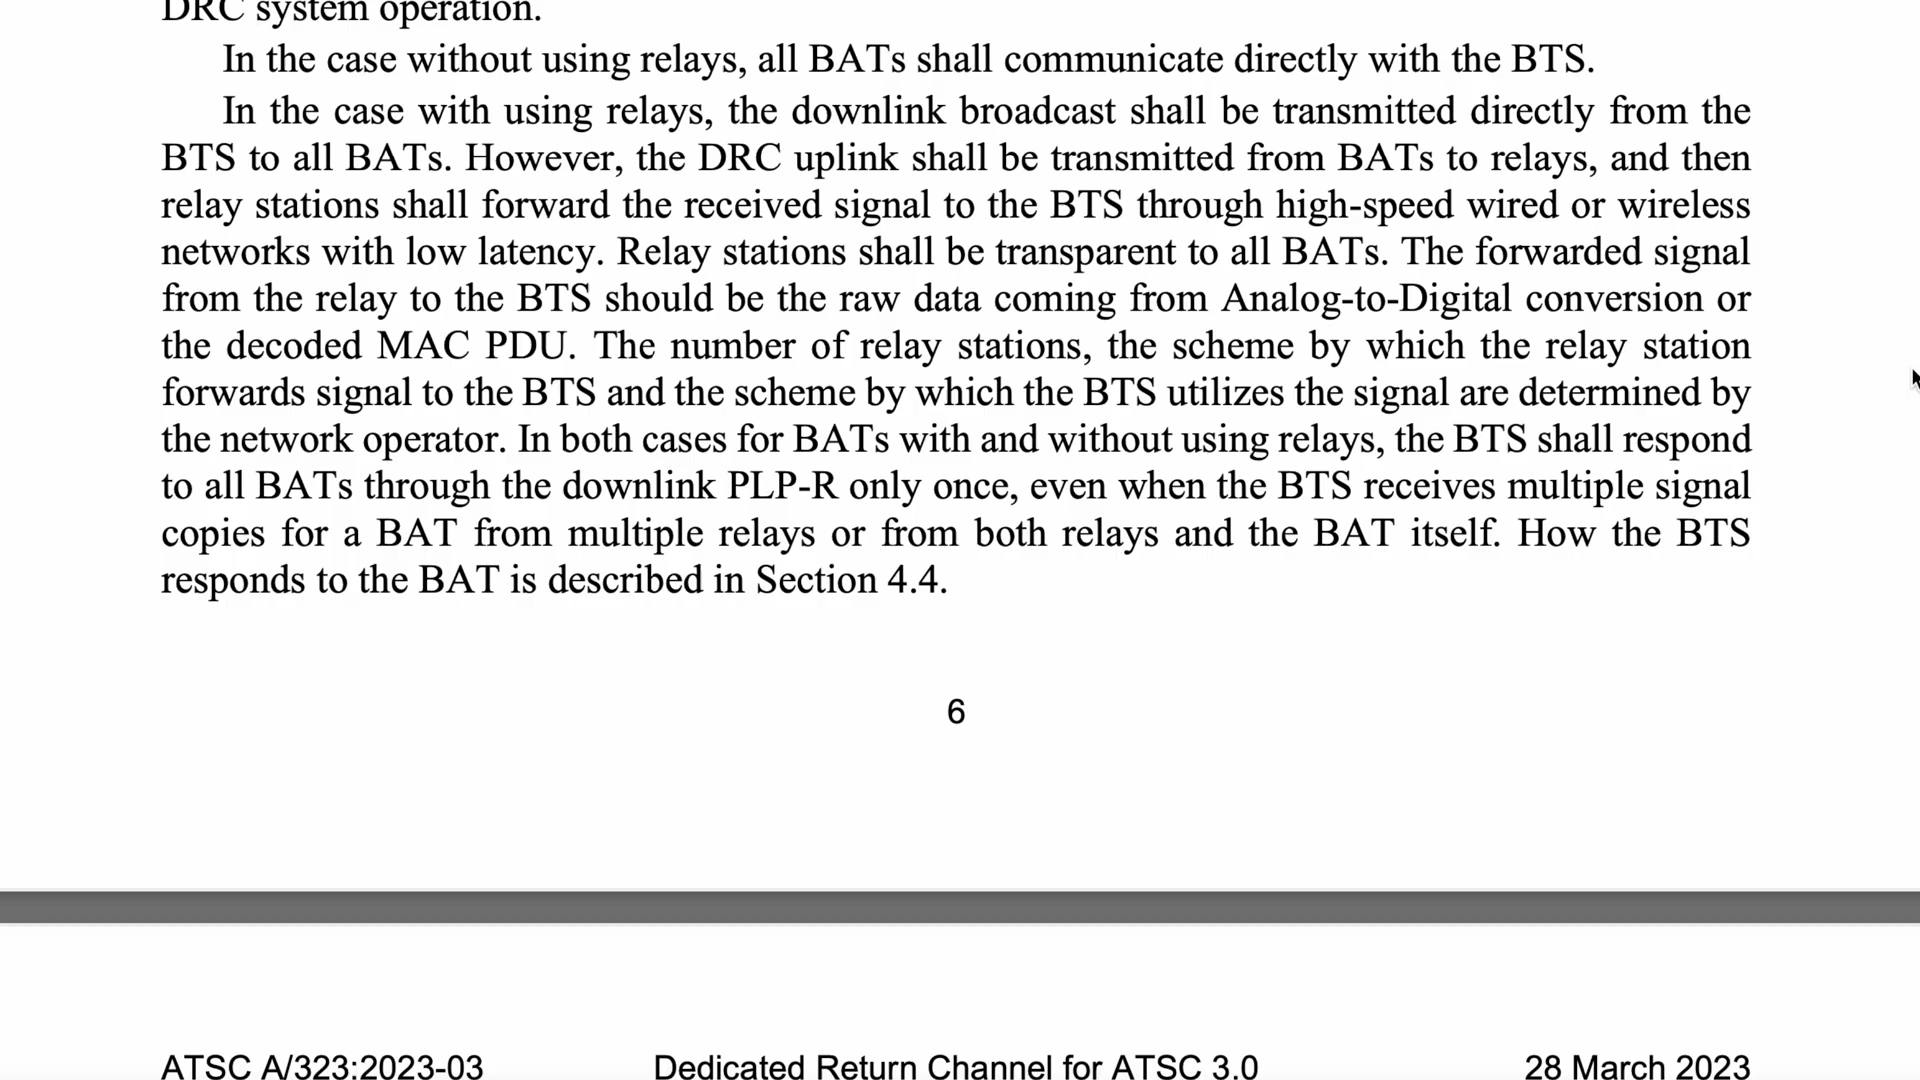 DRC system operation.
In the case without using relays, all BATs shall communicate directly with the BTS.
In the case with using relays, the downlink broadcast shall be transmitted directly from the
BTS to all BATs. However, the DRC uplink shall be transmitted from BATs to relays, and then
relay stations shall forward the received signal to the BTS through high-speed wired or wireless
networks with low latency. Relay stations shall be transparent to all BATs. The forwarded signal
from the relay to the BTS should be the raw data coming from Analog-to-Digital conversion or
the decoded MAC PDU. The number of relay stations, the scheme by which the relay station
forwards signal to the BTS and the scheme by which the BTS utilizes the signal are determined by
the network operator. In both cases for BATs with and without using relays, the BTS shall respond
to all BATs through the downlink PLP-R only once, even when the BTS receives multiple signal
copies for a BAT from multiple relays or from both relays and the BAT itself. How the BTS
responds to the BAT is described in Section 4.4.
6
ATSC A/323:2023-03 Dedicated Return Channel for ATSC 3.0 28 March 2023